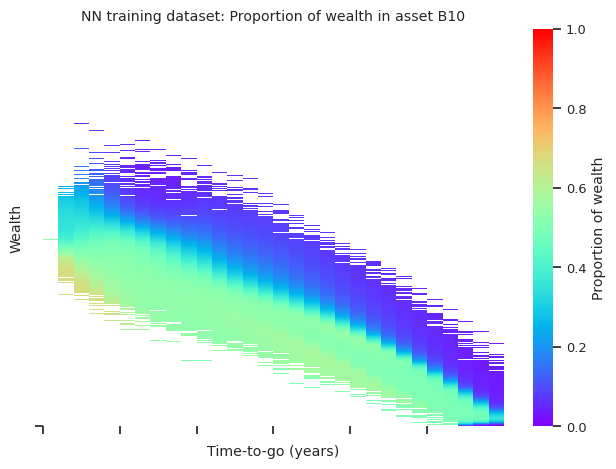 NN training dataset: Proportion of wealth in asset B10
Wealth
Time-to-go (years)
1.0
0.8
0.6
0.4
0.2
0.0
Proportion of wealth